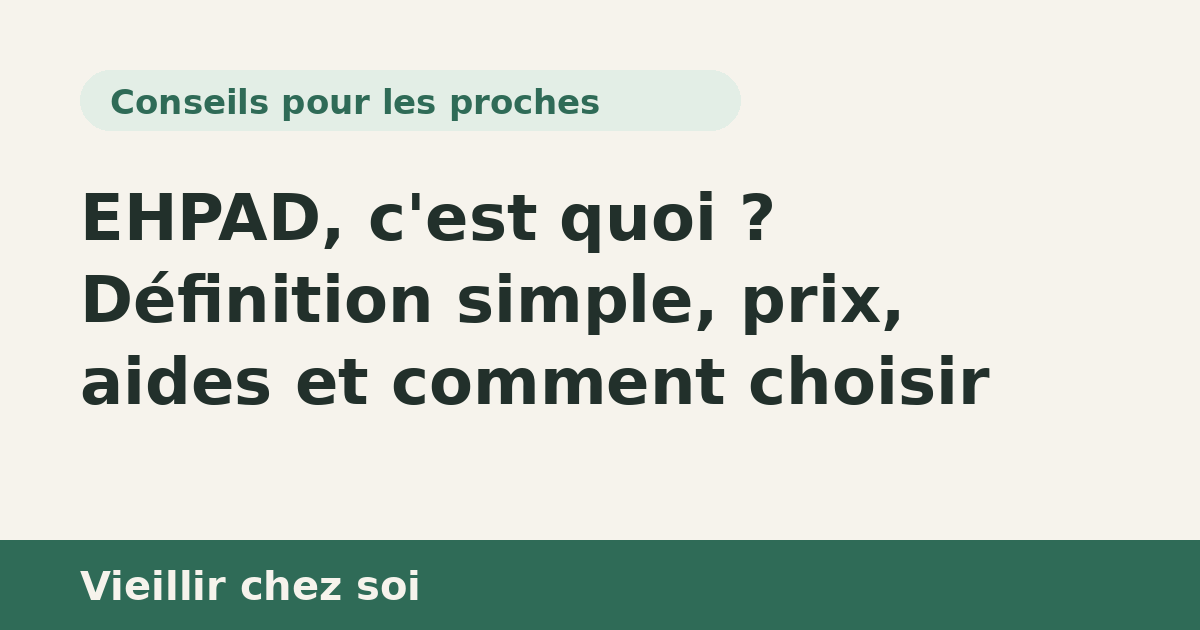 Conseils pour les proches
EHPAD, c'est quoi ?
Définition simple, prix,
aides et comment choisir
Vieillir chez soi